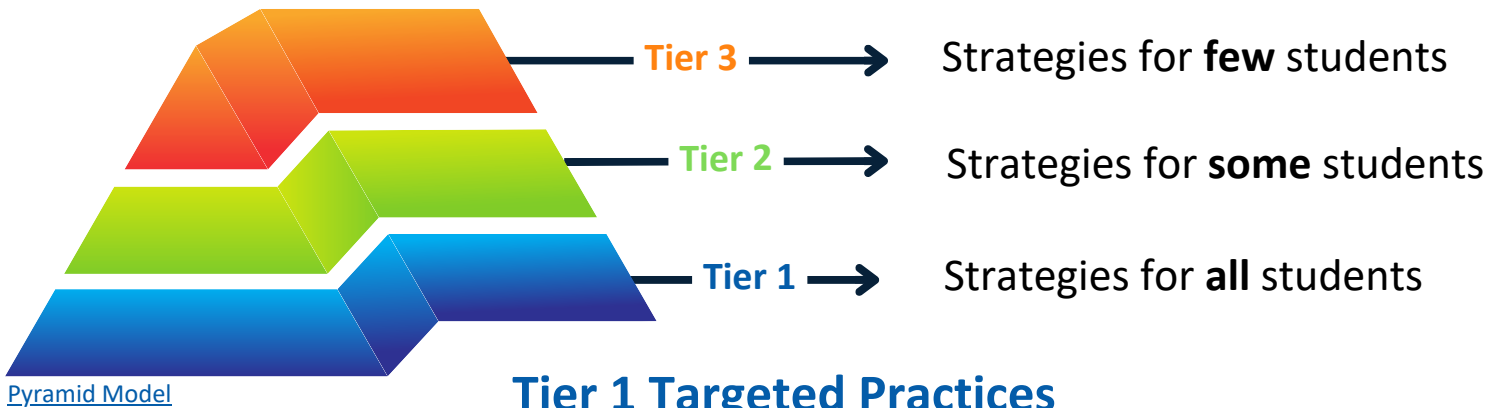 Tier 3 Strategies for few students
Tier 2 Strategies for some students
Tier 1 Strategies for all students
Pyramid Model
Tier 1 Targeted Practices